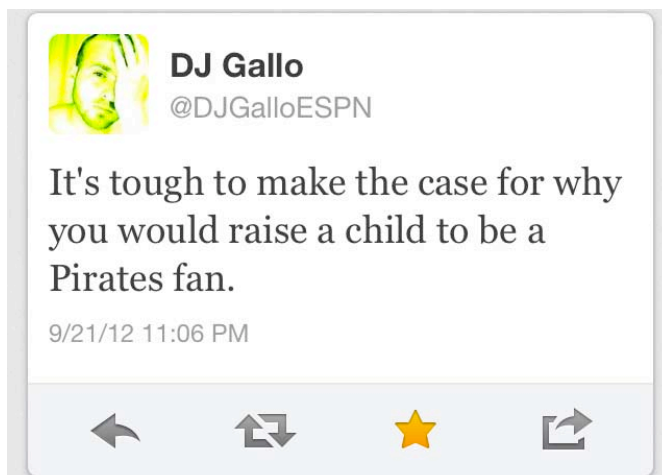 DJ Gallo
@DJGalloESPN
It's tough to make the case for why
you would raise a child to be a
Pirates fan.
9/21/12 11:06 PM